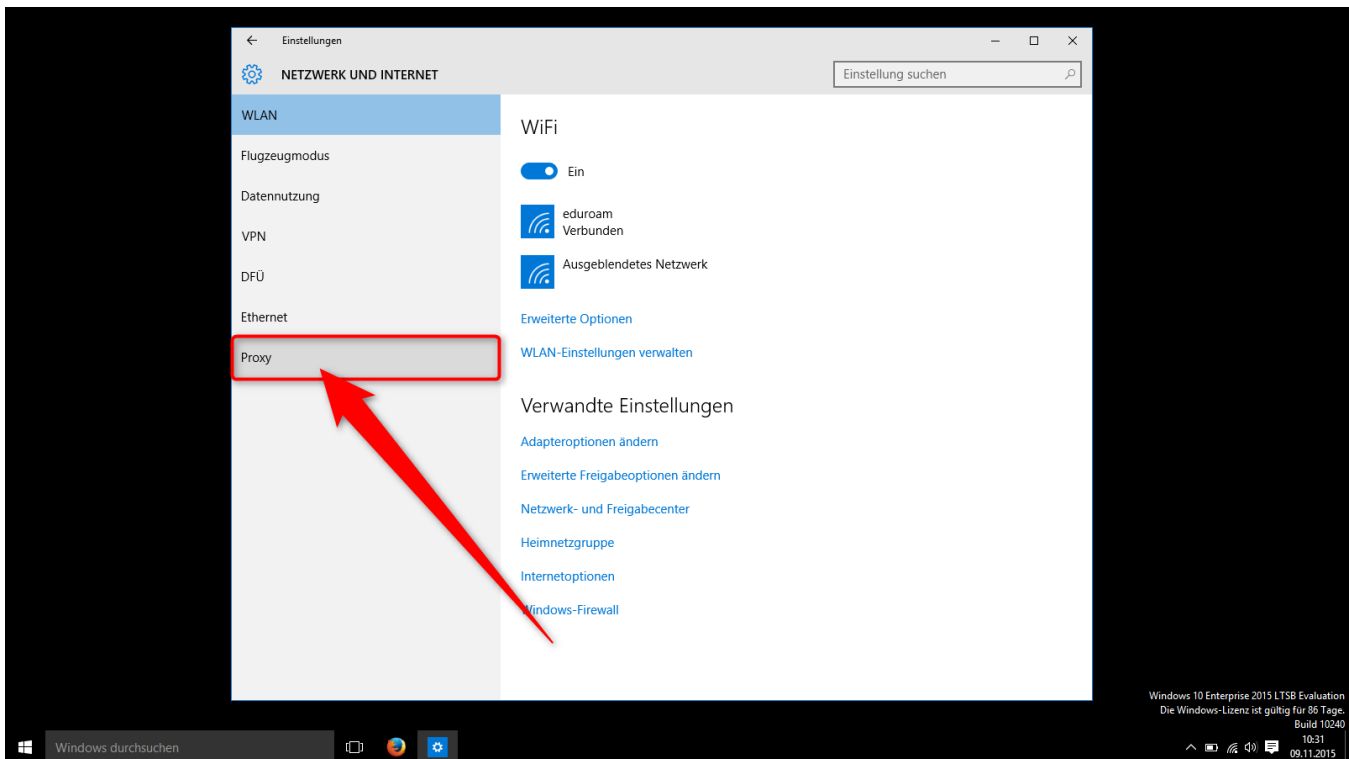 Einstellungen
NETZWERK UND INTERNET
Einstellung suchen
WLAN
Flugzeugmodus
Datennutzung
VPN
DFÜ
Ethernet
Proxy
WiFi
Ein
eduroam
Verbunden
Ausgeblendetes Netzwerk
Erweiterte Optionen
WLAN-Einstellungen verwalten
Verwandte Einstellungen
Adapteroptionen ändern
Erweiterte Freigabeoptionen ändern
Netzwerk- und Freigabecenter
Heimnetzgruppe
Internetoptionen
Windows-Firewall
Windows 10 Enterprise 2015 LTSB Evaluation
Die Windows-Lizenz ist gültig für 86 Tage.
Build 10240
Windows durchsuchen
10:31
09.11.2015